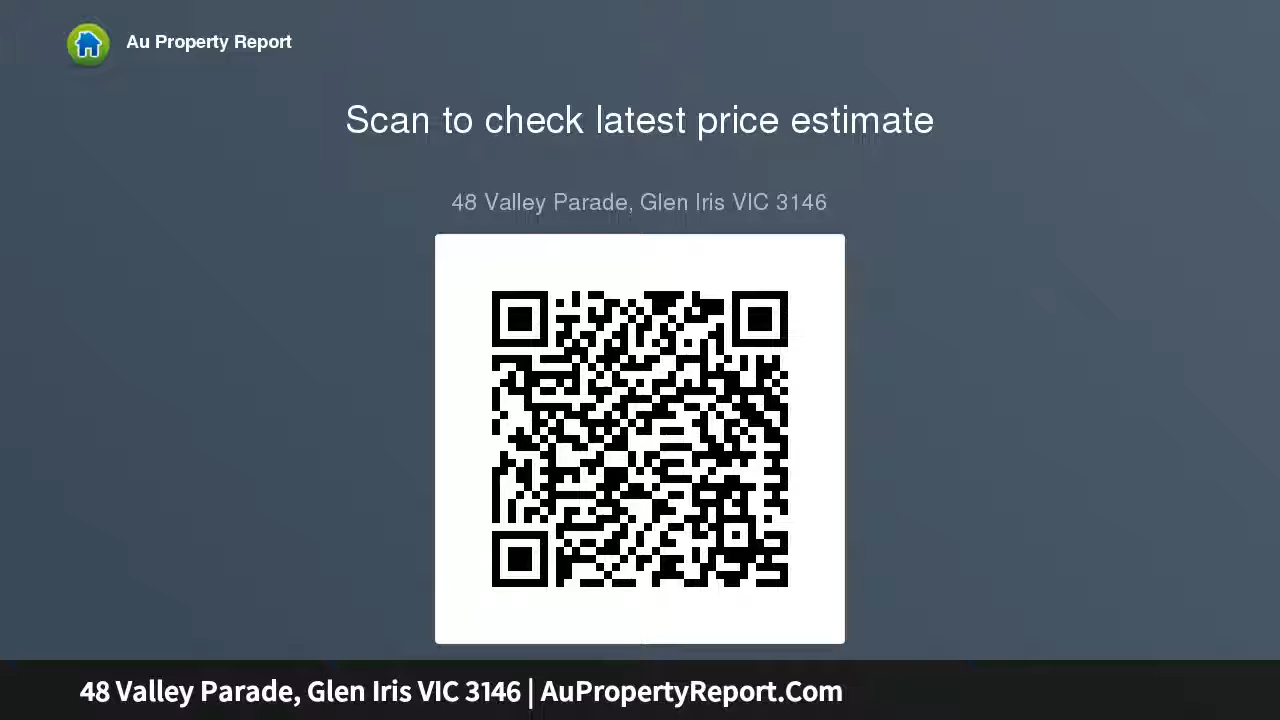 Au Property Report
Scan to check latest price estimate
48 Valley Parade, Glen Iris VIC 3146
48 Valley Parade, Glen Iris VIC 3146 | AuPropertyReport.Com